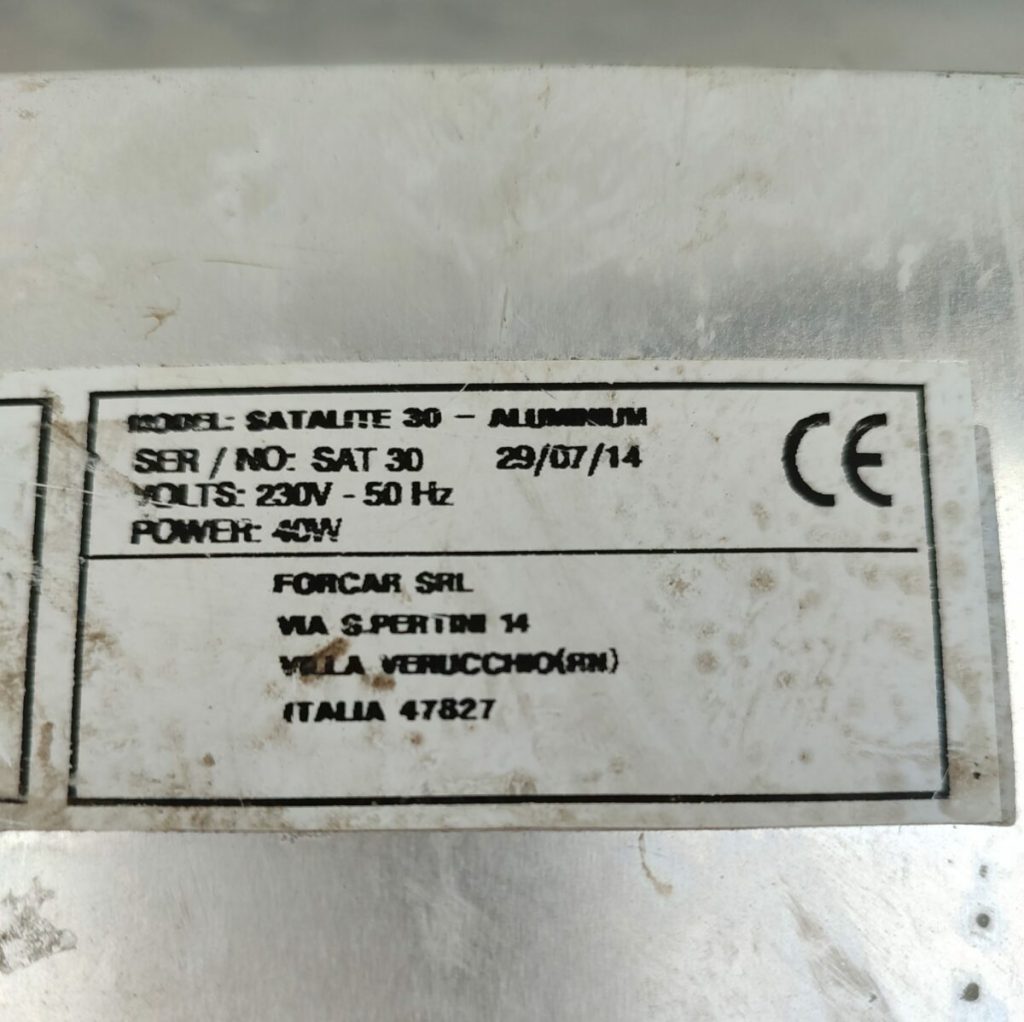 MODEL: SATALITE 30 - ALUMINIUM
SER / NO: SAT 30 29/07/14
CE
VOLTS: 230V - 50 Hz
POWER: 40W
FORCAR SRL
VIA S.PERTINI 14
VILLA VERUCCHIO(RN)
ITALIA 47827